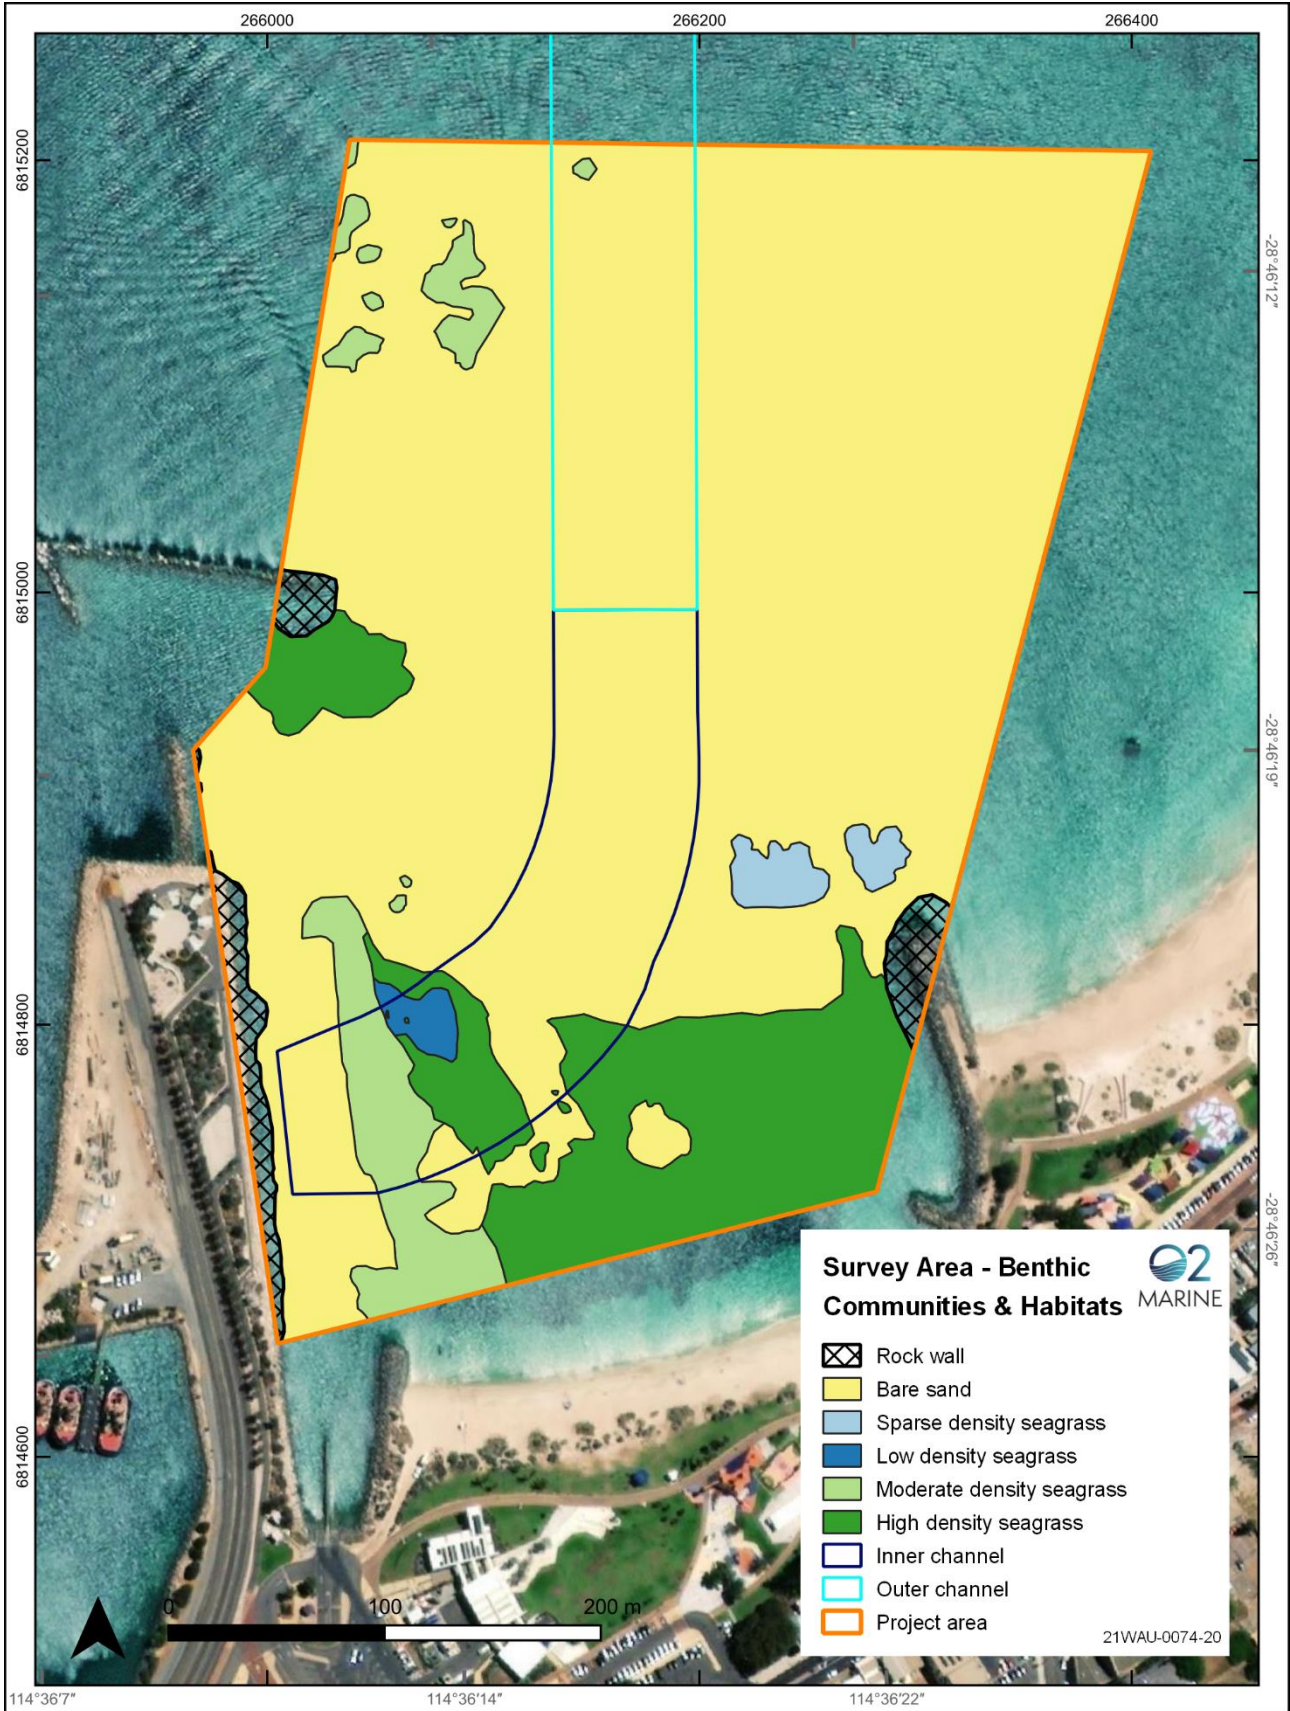 266000
266200
266400
6815200
6815000
6814800
6814600
-28°46'12"
-28°46'19"
-28°46'26"
Survey Area - Benthic
Communities & Habitats
O2
MARINE
Rock wall
Bare sand
Sparse density seagrass
Low density seagrass
Moderate density seagrass
High density seagrass
Inner channel
Outer channel
Project area
21WAU-0074-20
0 100 200 m
114°36'7"
114°36'14"
114°36'22"